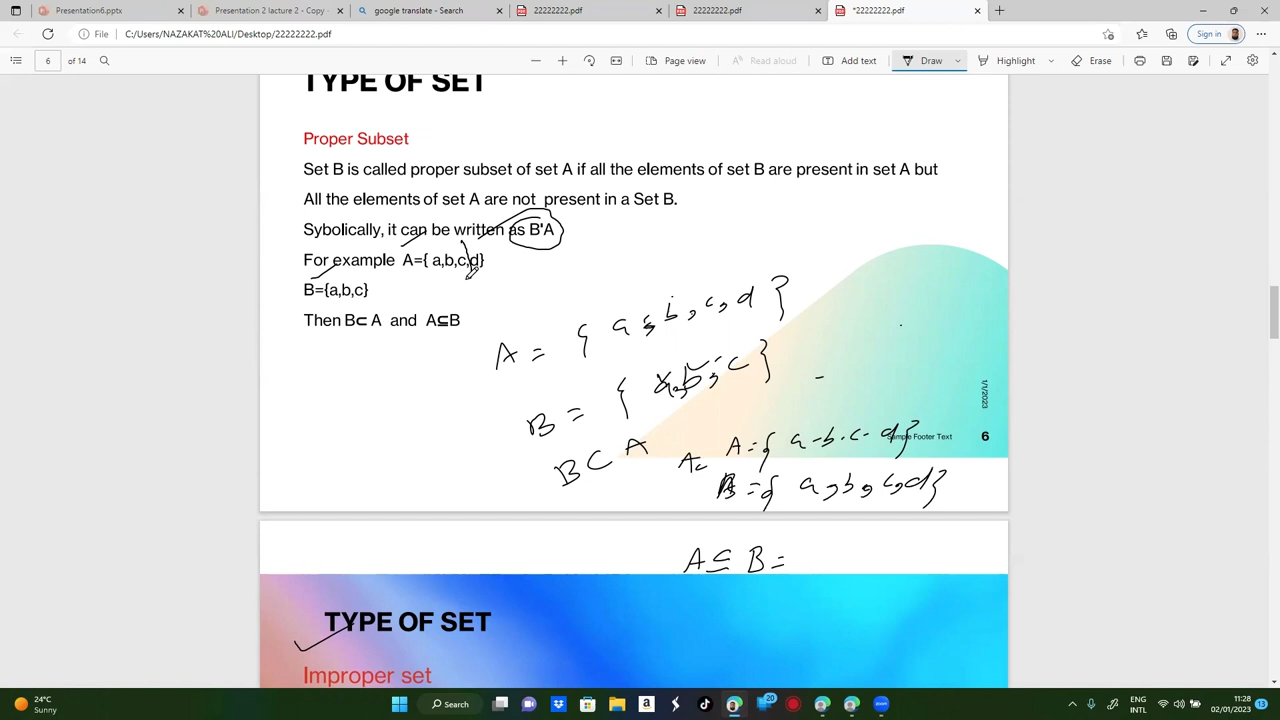 Presentation6.pptx
Presentation 2 lecture 2 - Copy -
google translate - Search
22222222.pdf
22222222.pdf
*22222222.pdf
File
C:/Users/NAZAKAT%20ALI/Desktop/22222222.pdf
Sign in
6 of 14
Page view
Read aloud
Add text
Draw
Highlight
Erase
TYPE OF SET
Proper Subset
Set B is called proper subset of set A if all the elements of set B are present in set A but
All the elements of set A are not present in a Set B.
Sybolically, it can be written as B'A
For example A={ a,b,c,d}
B={a,b,c}
Then B⊂ A and A⊆B
A = { a, b, c, d }
B = { a, b, c }
B ⊂ A
A = { a - b . c - d }
B = { a, b, c, d }
1/1/2023
Sample Footer Text
6
A ⊆ B =
TYPE OF SET
Improper set
24°C
Sunny
Search
20
ENG
INTL
11:28
02/01/2023